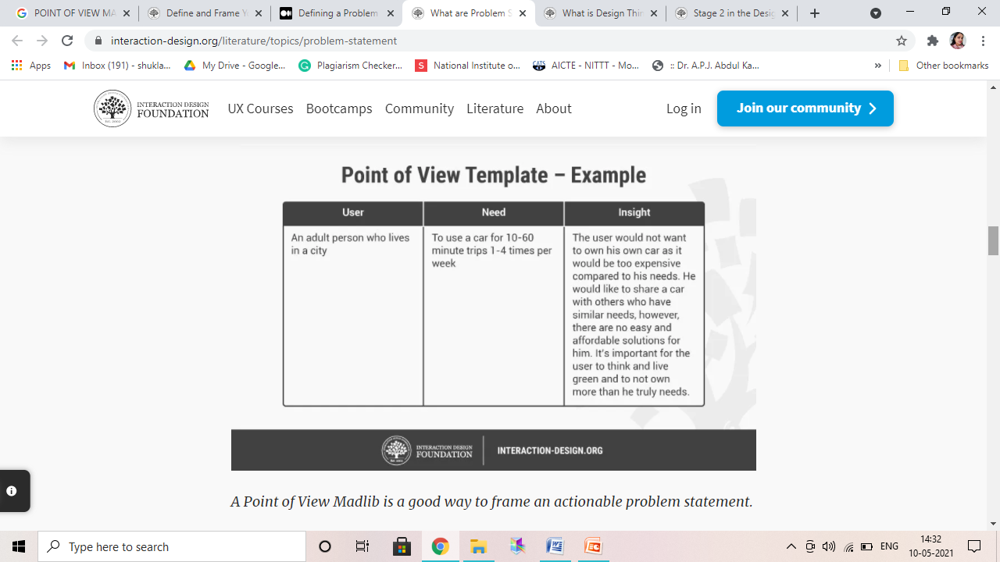 POINT OF VIEW MA
Define and Frame Y
Defining a Problem
What are Problem S
What is Design Thin
Stage 2 in the Desig
interaction-design.org/literature/topics/problem-statement
Apps
Inbox (191) - shukla...
My Drive - Google...
Plagiarism Checker...
S
National Institute o...
CATS
AICTE - NITTT - Mo...
:: Dr. A.P.J. Abdul Ka...
»
Other bookmarks
INTERACTION DESIGN
FOUNDATION
UX Courses
Bootcamps
Community
Literature
About
Log in
Join our community
Point of View Template – Example
User
Need
Insight
An adult person who lives
in a city
To use a car for 10-60
minute trips 1-4 times per
week
The user would not want
to own his own car as it
would be too expensive
compared to his needs. He
would like to share a car
with others who have
similar needs, however,
there are no easy and
affordable solutions for
him. It's important for the
user to think and live
green and to not own
more than he truly needs.
INTERACTION DESIGN
FOUNDATION
INTERACTION-DESIGN.ORG
A Point of View Madlib is a good way to frame an actionable problem statement.
Type here to search
ENG
14:32
10-05-2021